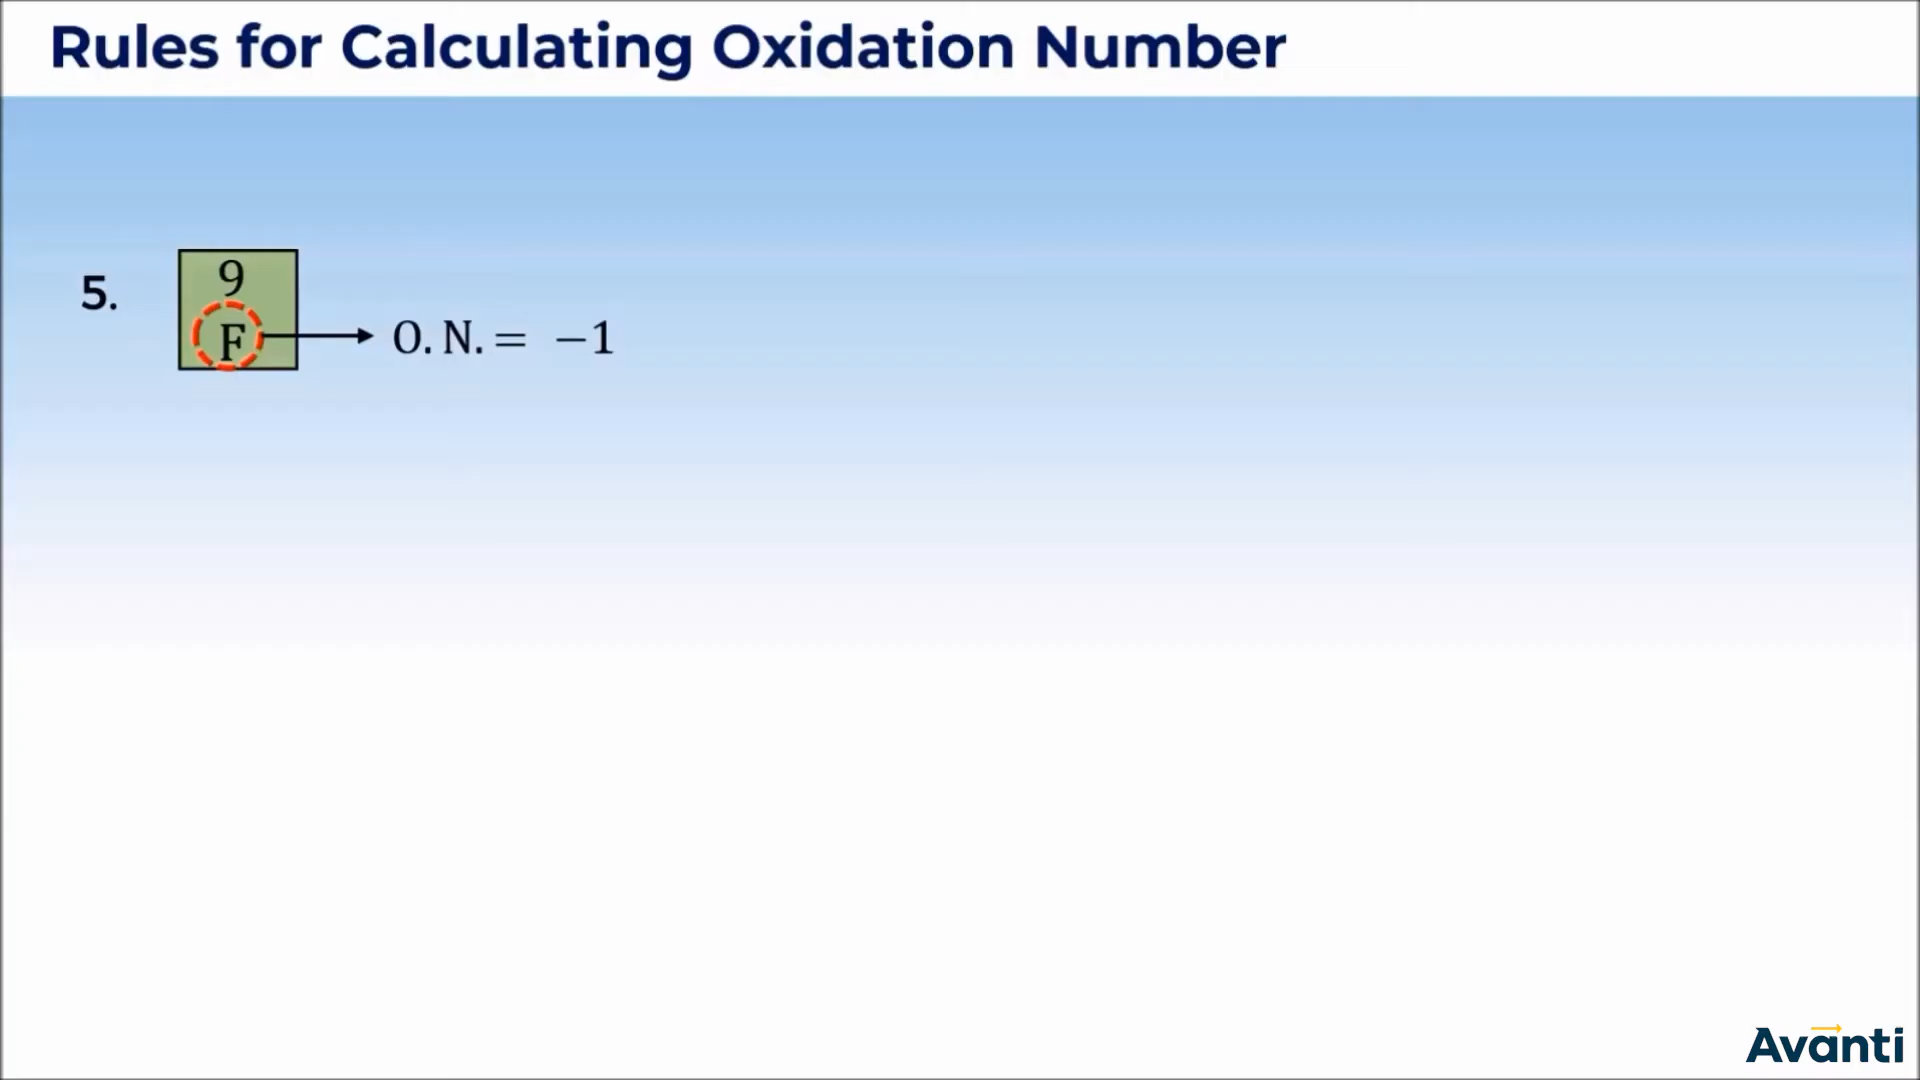 Rules for Calculating Oxidation Number
5.
9
F
O. N. = −1
Avanti